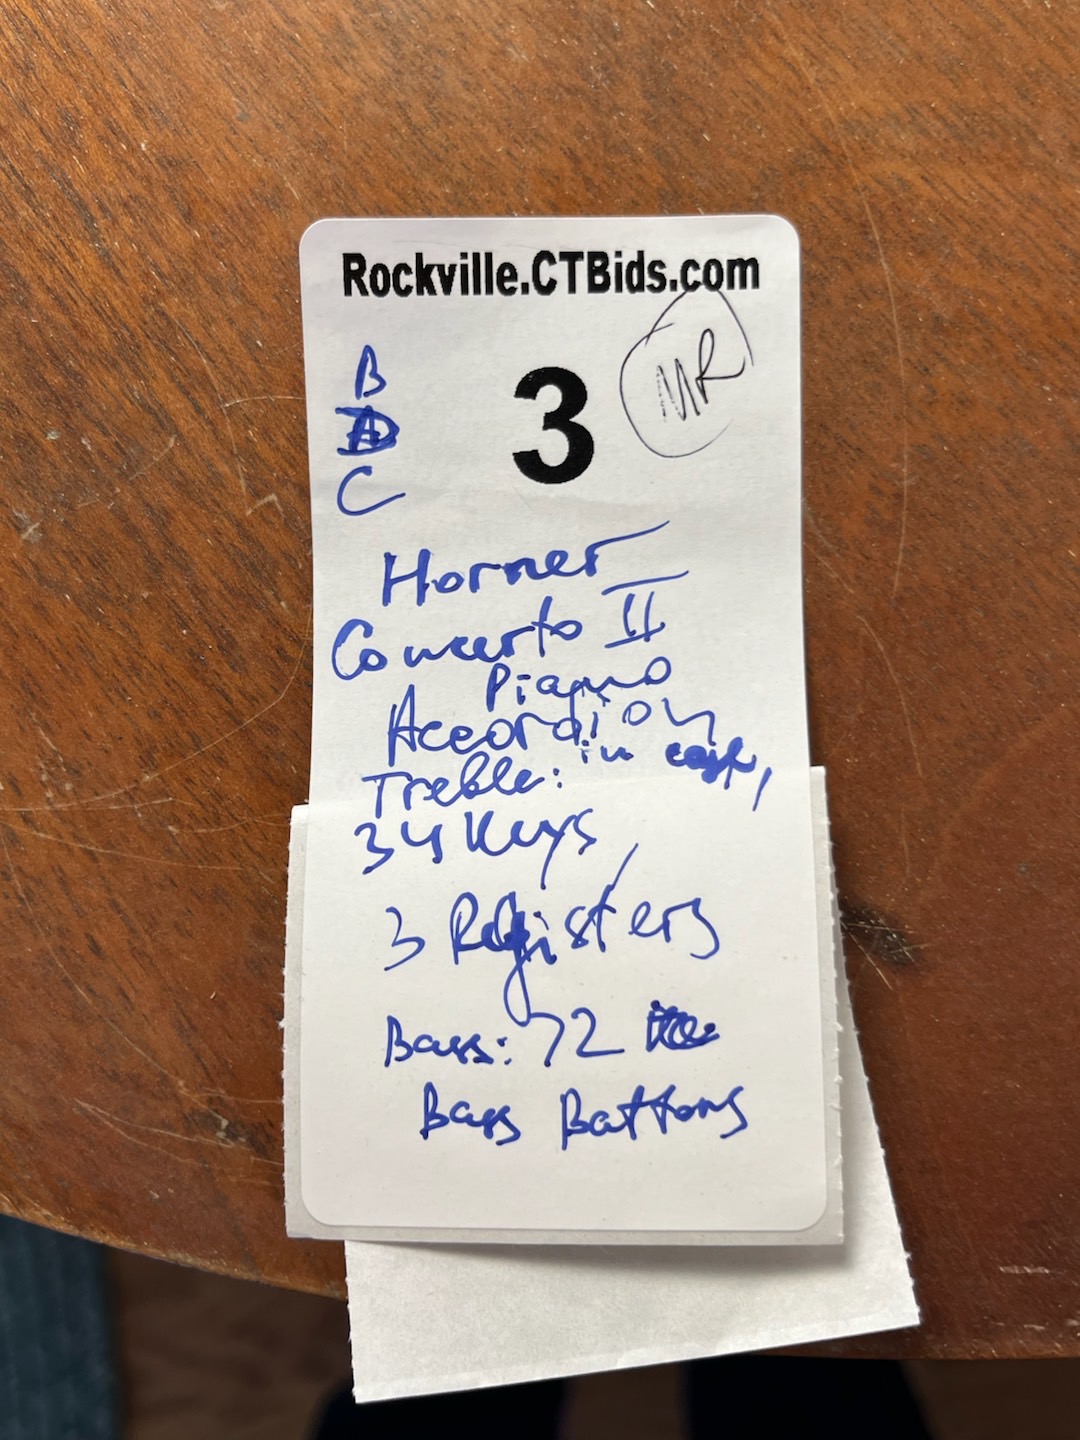 Rockville.CTBids.com
MR
3
B
C
Horner
Concerto II
Piano
Accordion
in case,
Treble:
34 Keys
3 Registers
Bass: 72
Bass Buttons